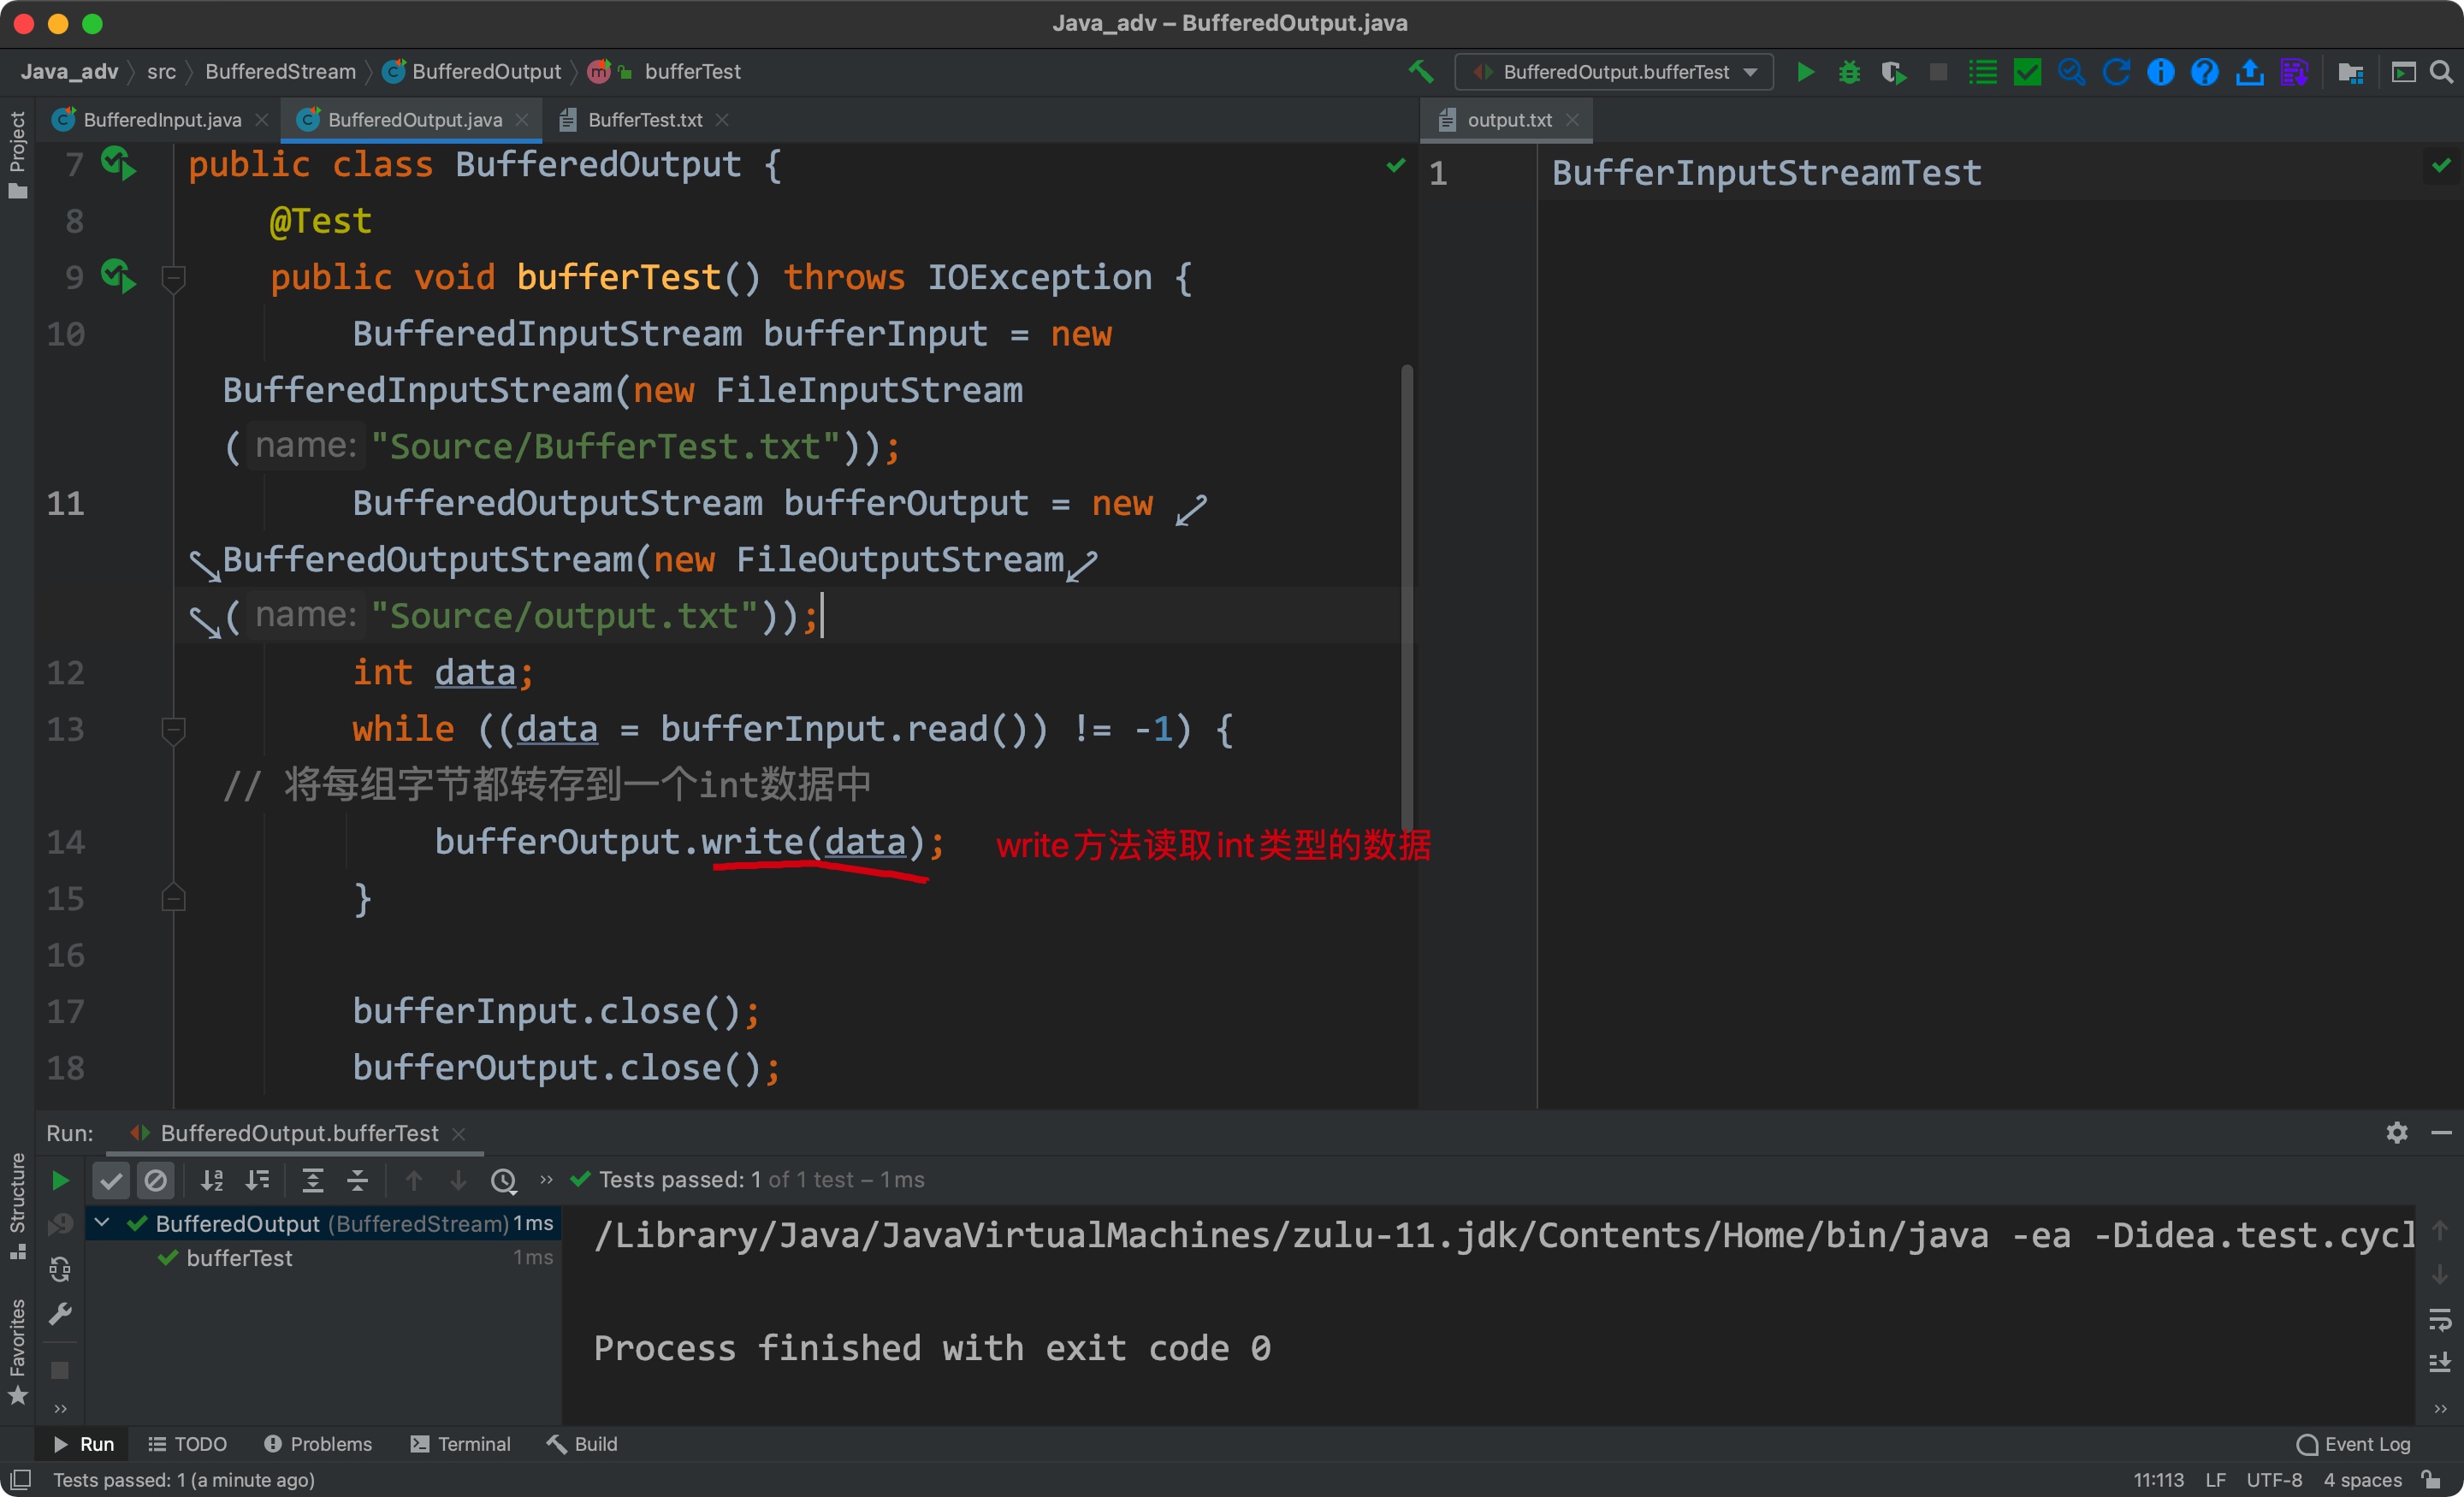 Java_adv – BufferedOutput.java
Java_adv src BufferedStream BufferedOutput bufferTest
BufferedOutput.bufferTest
Project
BufferedInput.java BufferedOutput.java BufferTest.txt
output.txt
7 public class BufferedOutput {
8 @Test
9 public void bufferTest() throws IOException {
10 BufferedInputStream bufferInput = new
BufferedInputStream(new FileInputStream
( name: "Source/BufferTest.txt"));
11 BufferedOutputStream bufferOutput = new
BufferedOutputStream(new FileOutputStream
( name: "Source/output.txt"));
12 int data;
13 while ((data = bufferInput.read()) != -1) {
// 将每组字节都转存到一个int数据中
14 bufferOutput.write(data); write方法读取int类型的数据
15 }
16
17 bufferInput.close();
18 bufferOutput.close();
1 BufferInputStreamTest
Run: BufferedOutput.bufferTest
Tests passed: 1 of 1 test – 1ms
BufferedOutput (BufferedStream) 1ms
bufferTest 1ms
/Library/Java/JavaVirtualMachines/zulu-11.jdk/Contents/Home/bin/java -ea -Didea.test.cycl
Process finished with exit code 0
Structure
Favorites
Run TODO Problems Terminal Build Event Log
Tests passed: 1 (a minute ago) 11:113 LF UTF-8 4 spaces